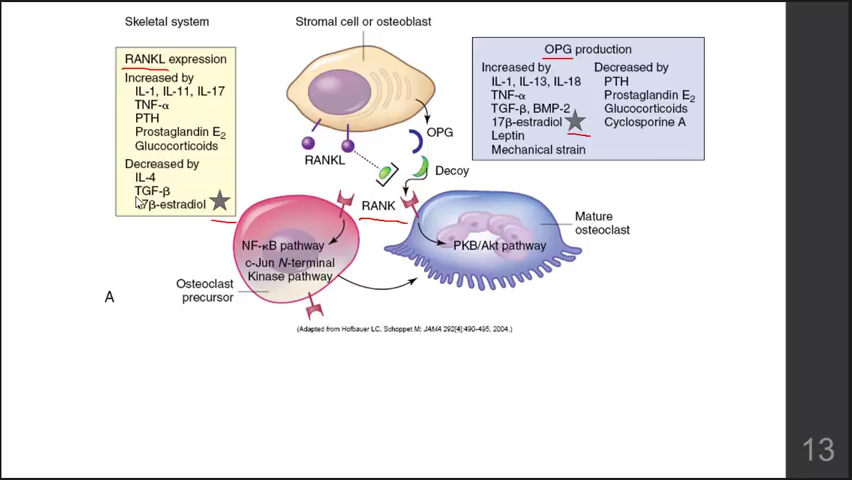 Skeletal system
Stromal cell or osteoblast
RANKL expression
Increased by
IL-1, IL-11, IL-17
TNF-α
PTH
Prostaglandin E₂
Glucocorticoids
Decreased by
IL-4
TGF-β
17β-estradiol
OPG production
Increased by
IL-1, IL-13, IL-18
TNF-α
TGF-β, BMP-2
17β-estradiol
Leptin
Mechanical strain
Decreased by
PTH
Prostaglandin E₂
Glucocorticoids
Cyclosporine A
OPG
RANKL
Decoy
RANK
Mature
osteoclast
NF-κB pathway
c-Jun N-terminal
Kinase pathway
PKB/Akt pathway
Osteoclast
precursor
A
(Adapted from Hofbauer LC, Schoppet M: JAMA 292[4]:490-495, 2004.)
13